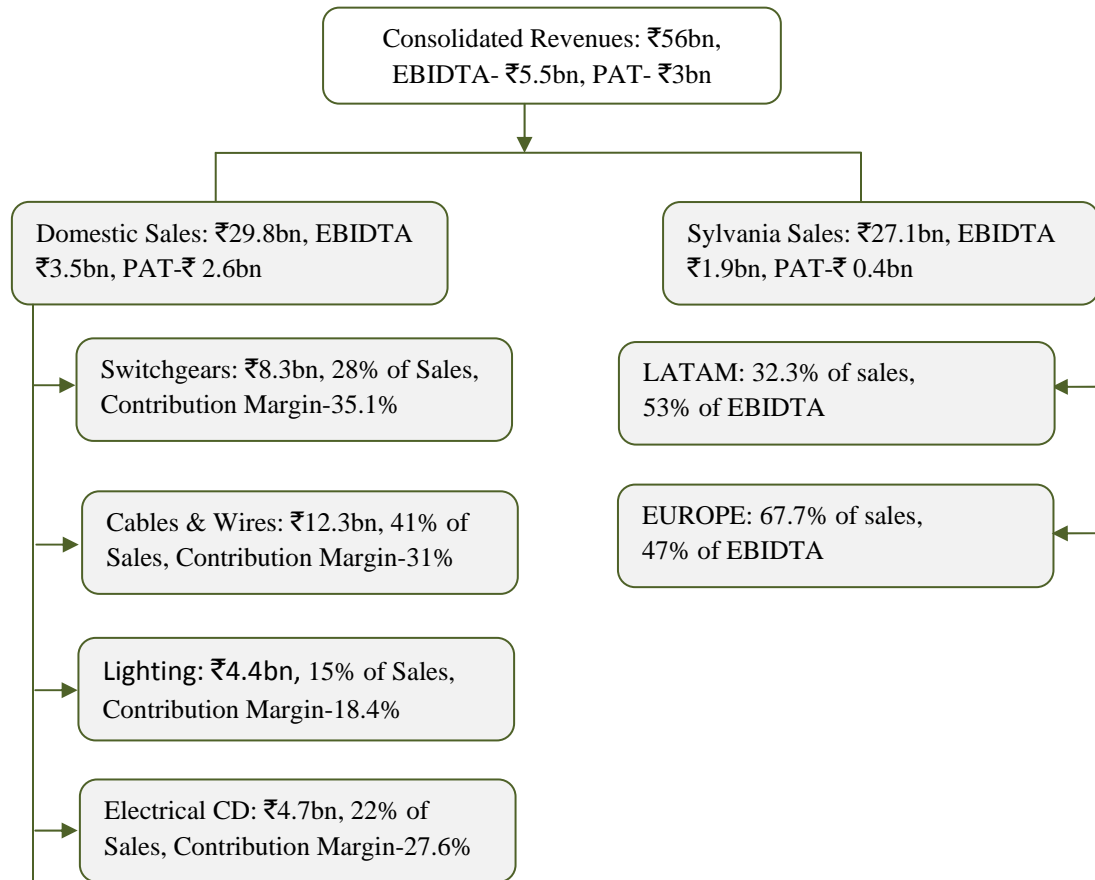 Consolidated Revenues: ₹56bn,
EBIDTA- ₹5.5bn, PAT- ₹3bn
Domestic Sales: ₹29.8bn, EBIDTA
₹3.5bn, PAT-₹ 2.6bn
Sylvania Sales: ₹27.1bn, EBIDTA
₹1.9bn, PAT-₹ 0.4bn
Switchgears: ₹8.3bn, 28% of Sales,
Contribution Margin-35.1%
LATAM: 32.3% of sales,
53% of EBIDTA
Cables & Wires: ₹12.3bn, 41% of
Sales, Contribution Margin-31%
EUROPE: 67.7% of sales,
47% of EBIDTA
Lighting: ₹4.4bn, 15% of Sales,
Contribution Margin-18.4%
Electrical CD: ₹4.7bn, 22% of
Sales, Contribution Margin-27.6%